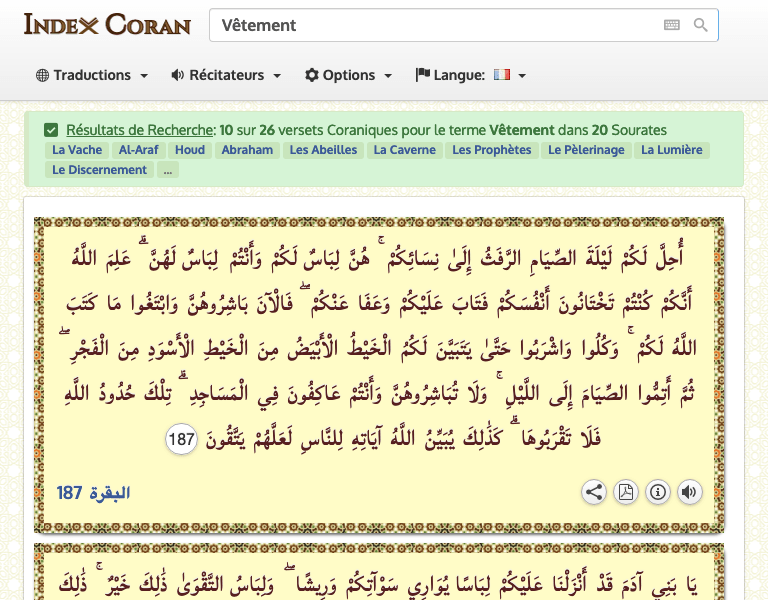 Index Coran
Vêtement
Traductions Récitateurs Options Langue:
Résultats de Recherche: 10 sur 26 versets Coraniques pour le terme Vêtement dans 20 Sourates
La Vache Al-Araf Houd Abraham Les Abeilles La Caverne Les Prophètes Le Pèlerinage La Lumière
Le Discernement ...
أُحِلَّ لَكُمْ لَيْلَةَ الصِّيَامِ الرَّفَثُ إِلَىٰ نِسَائِكُمْ ۚ هُنَّ لِبَاسٌ لَكُمْ وَأَنْتُمْ لِبَاسٌ لَهُنَّ ۗ عَلِمَ اللَّهُ
أَنَّكُمْ كُنْتُمْ تَخْتَانُونَ أَنْفُسَكُمْ فَتَابَ عَلَيْكُمْ وَعَفَا عَنْكُمْ ۖ فَالْآنَ بَاشِرُوهُنَّ وَابْتَغُوا مَا كَتَبَ
اللَّهُ لَكُمْ ۚ وَكُلُوا وَاشْرَبُوا حَتَّىٰ يَتَبَيَّنَ لَكُمُ الْخَيْطُ الْأَبْيَضُ مِنَ الْخَيْطِ الْأَسْوَدِ مِنَ الْفَجْرِ ۖ
ثُمَّ أَتِمُّوا الصِّيَامَ إِلَى اللَّيْلِ ۚ وَلَا تُبَاشِرُوهُنَّ وَأَنْتُمْ عَاكِفُونَ فِي الْمَسَاجِدِ ۗ تِلْكَ حُدُودُ اللَّهِ
فَلَا تَقْرَبُوهَا ۗ كَذَٰلِكَ يُبَيِّنُ اللَّهُ آيَاتِهِ لِلنَّاسِ لَعَلَّهُمْ يَتَّقُونَ 187
البقرة 187
يَا بَنِي آدَمَ قَدْ أَنْزَلْنَا عَلَيْكُمْ لِبَاسًا يُوَارِي سَوْآتِكُمْ وَرِيشًا ۖ وَلِبَاسُ التَّقْوَىٰ ذَٰلِكَ خَيْرٌ ۚ ذَٰلِكَ